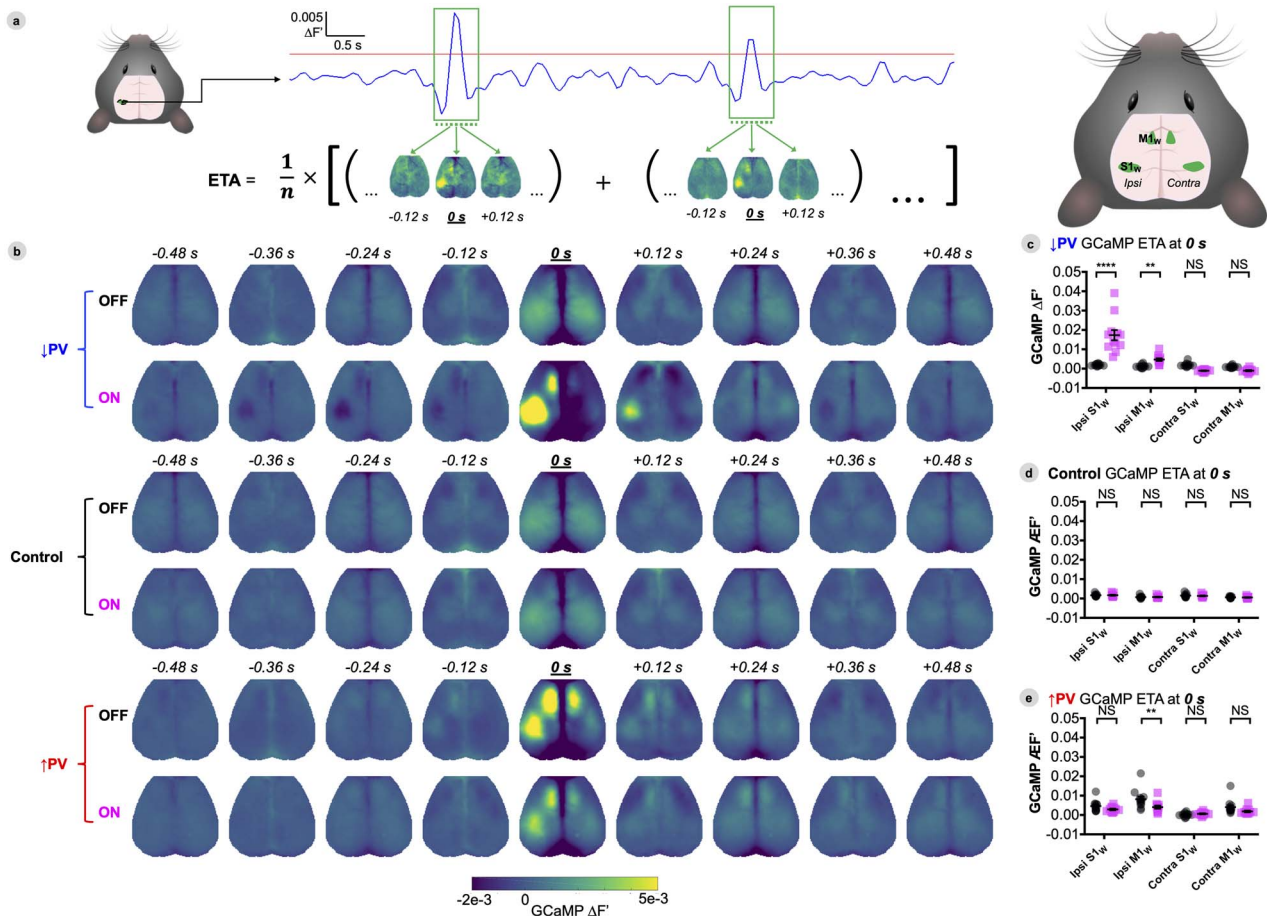 a
0.005
ΔF'
0.5 s
ETA = 1/n × [ ( ... ... ) + ( ... ... ) ... ]
-0.12 s 0 s +0.12 s
-0.12 s 0 s +0.12 s
M1w
S1w
Ipsi Contra
b
-0.48 s -0.36 s -0.24 s -0.12 s 0 s +0.12 s +0.24 s +0.36 s +0.48 s
OFF
↓PV
ON
-0.48 s -0.36 s -0.24 s -0.12 s 0 s +0.12 s +0.24 s +0.36 s +0.48 s
OFF
Control
ON
-0.48 s -0.36 s -0.24 s -0.12 s 0 s +0.12 s +0.24 s +0.36 s +0.48 s
OFF
↑PV
ON
-2e-3 0 5e-3
GCaMP ΔF'
c ↓PV GCaMP ETA at 0 s
**** ** NS NS
0.05
0.04
0.03
0.02
0.01
0.00
-0.01
GCaMP ΔF'
Ipsi S1w
Ipsi M1w
Contra S1w
Contra M1w
d Control GCaMP ETA at 0 s
NS NS NS NS
0.05
0.04
0.03
0.02
0.01
0.00
-0.01
GCaMP ÆF'
Ipsi S1w
Ipsi M1w
Contra S1w
Contra M1w
e ↑PV GCaMP ETA at 0 s
NS ** NS NS
0.05
0.04
0.03
0.02
0.01
0.00
-0.01
GCaMP ÆF'
Ipsi S1w
Ipsi M1w
Contra S1w
Contra M1w